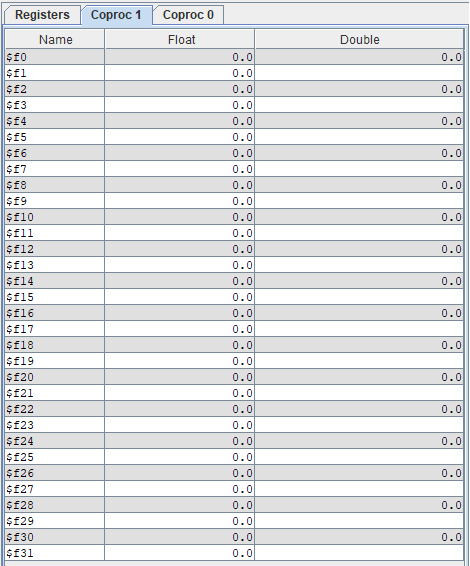 Registers Coproc 1 Coproc 0
Name Float Double
$f0 0.0 0.0
$f1 0.0
$f2 0.0 0.0
$f3 0.0
$f4 0.0 0.0
$f5 0.0
$f6 0.0 0.0
$f7 0.0
$f8 0.0 0.0
$f9 0.0
$f10 0.0 0.0
$f11 0.0
$f12 0.0 0.0
$f13 0.0
$f14 0.0 0.0
$f15 0.0
$f16 0.0 0.0
$f17 0.0
$f18 0.0 0.0
$f19 0.0
$f20 0.0 0.0
$f21 0.0
$f22 0.0 0.0
$f23 0.0
$f24 0.0 0.0
$f25 0.0
$f26 0.0 0.0
$f27 0.0
$f28 0.0 0.0
$f29 0.0
$f30 0.0 0.0
$f31 0.0